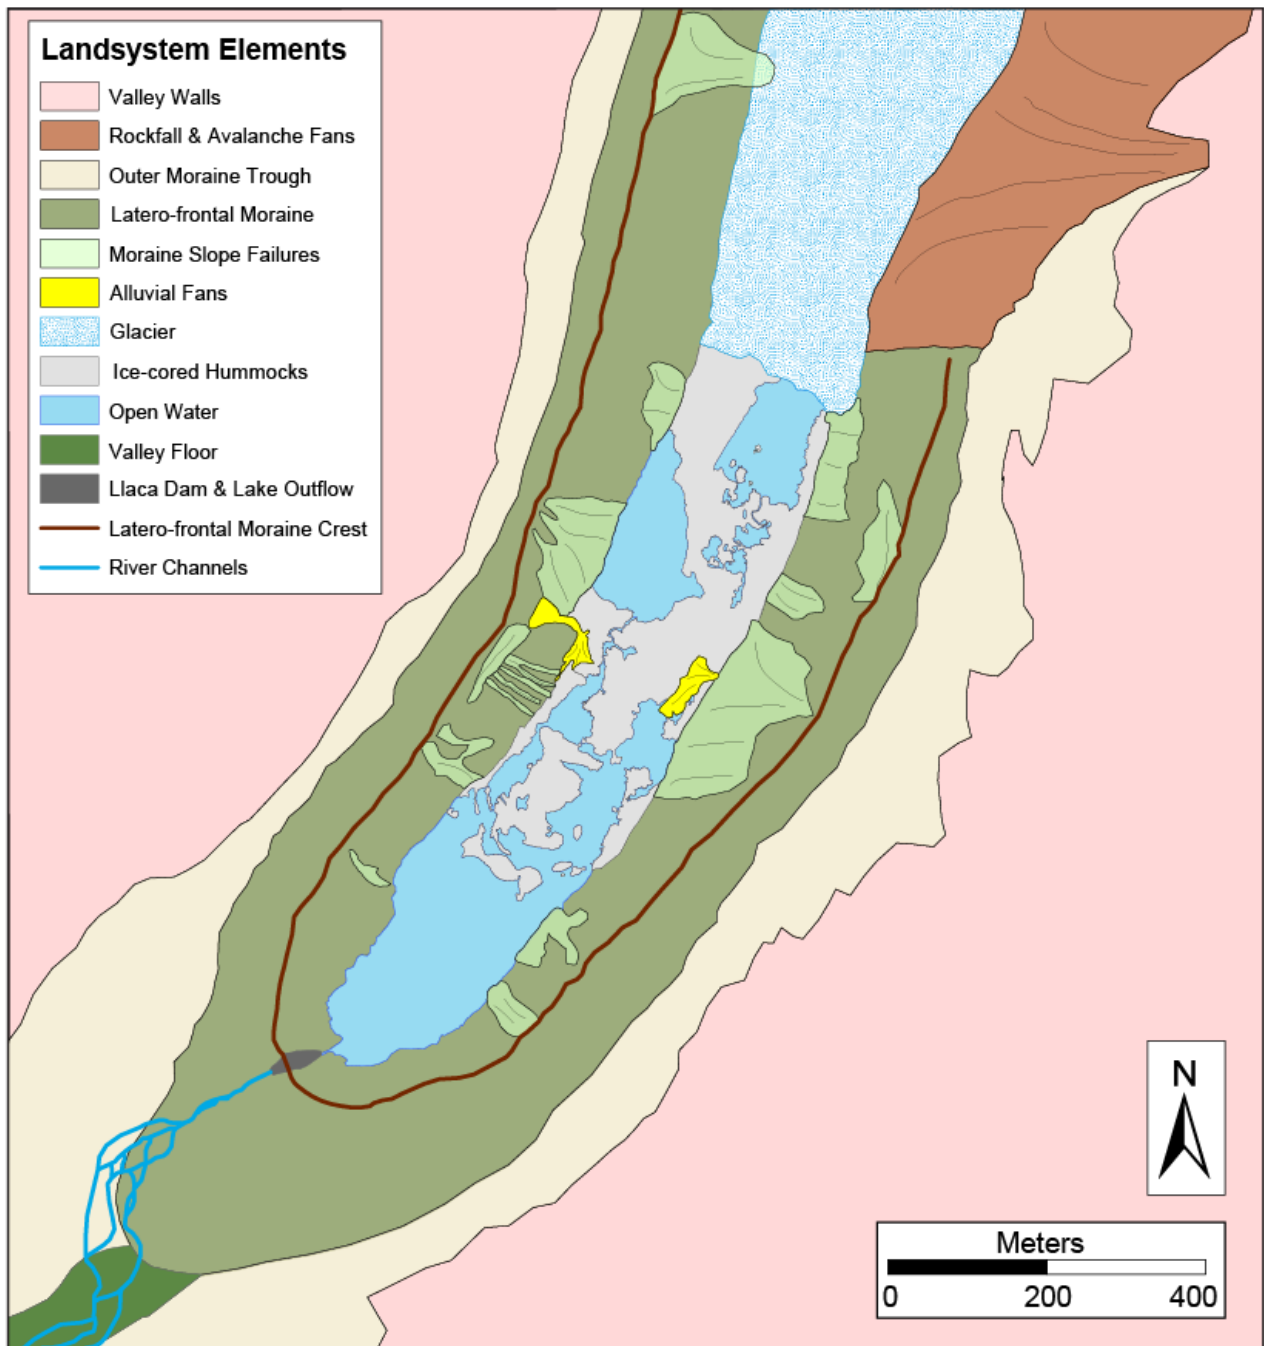 Landsystem Elements
Valley Walls
Rockfall & Avalanche Fans
Outer Moraine Trough
Latero-frontal Moraine
Moraine Slope Failures
Alluvial Fans
Glacier
Ice-cored Hummocks
Open Water
Valley Floor
Llaca Dam & Lake Outflow
Latero-frontal Moraine Crest
River Channels
N
Meters
0 200 400